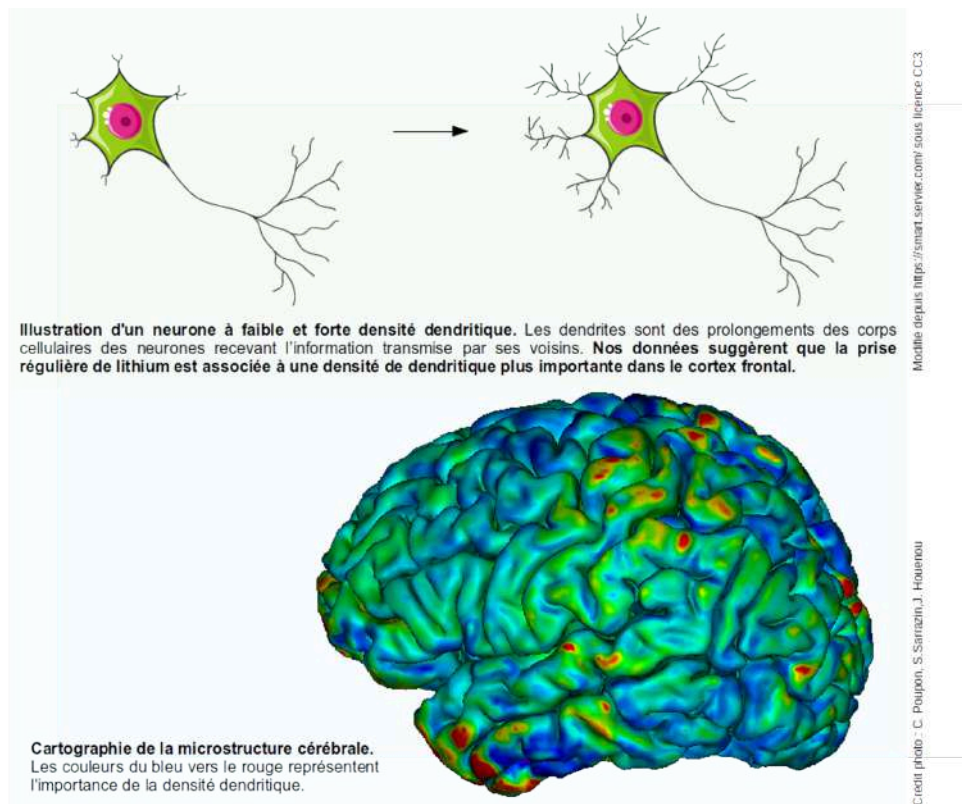 Illustration d'un neurone à faible et forte densité dendritique. Les dendrites sont des prolongements des corps
cellulaires des neurones recevant l'information transmise par ses voisins. Nos données suggèrent que la prise
régulière de lithium est associée à une densité de dendritique plus importante dans le cortex frontal.
Modifié depuis https://smart.servier.com/ sous licence CC3
Cartographie de la microstructure cérébrale.
Les couleurs du bleu vers le rouge représentent
l'importance de la densité dendritique.
Crédit photo : C. Poupon, S.Sarrazin,J. Houenou